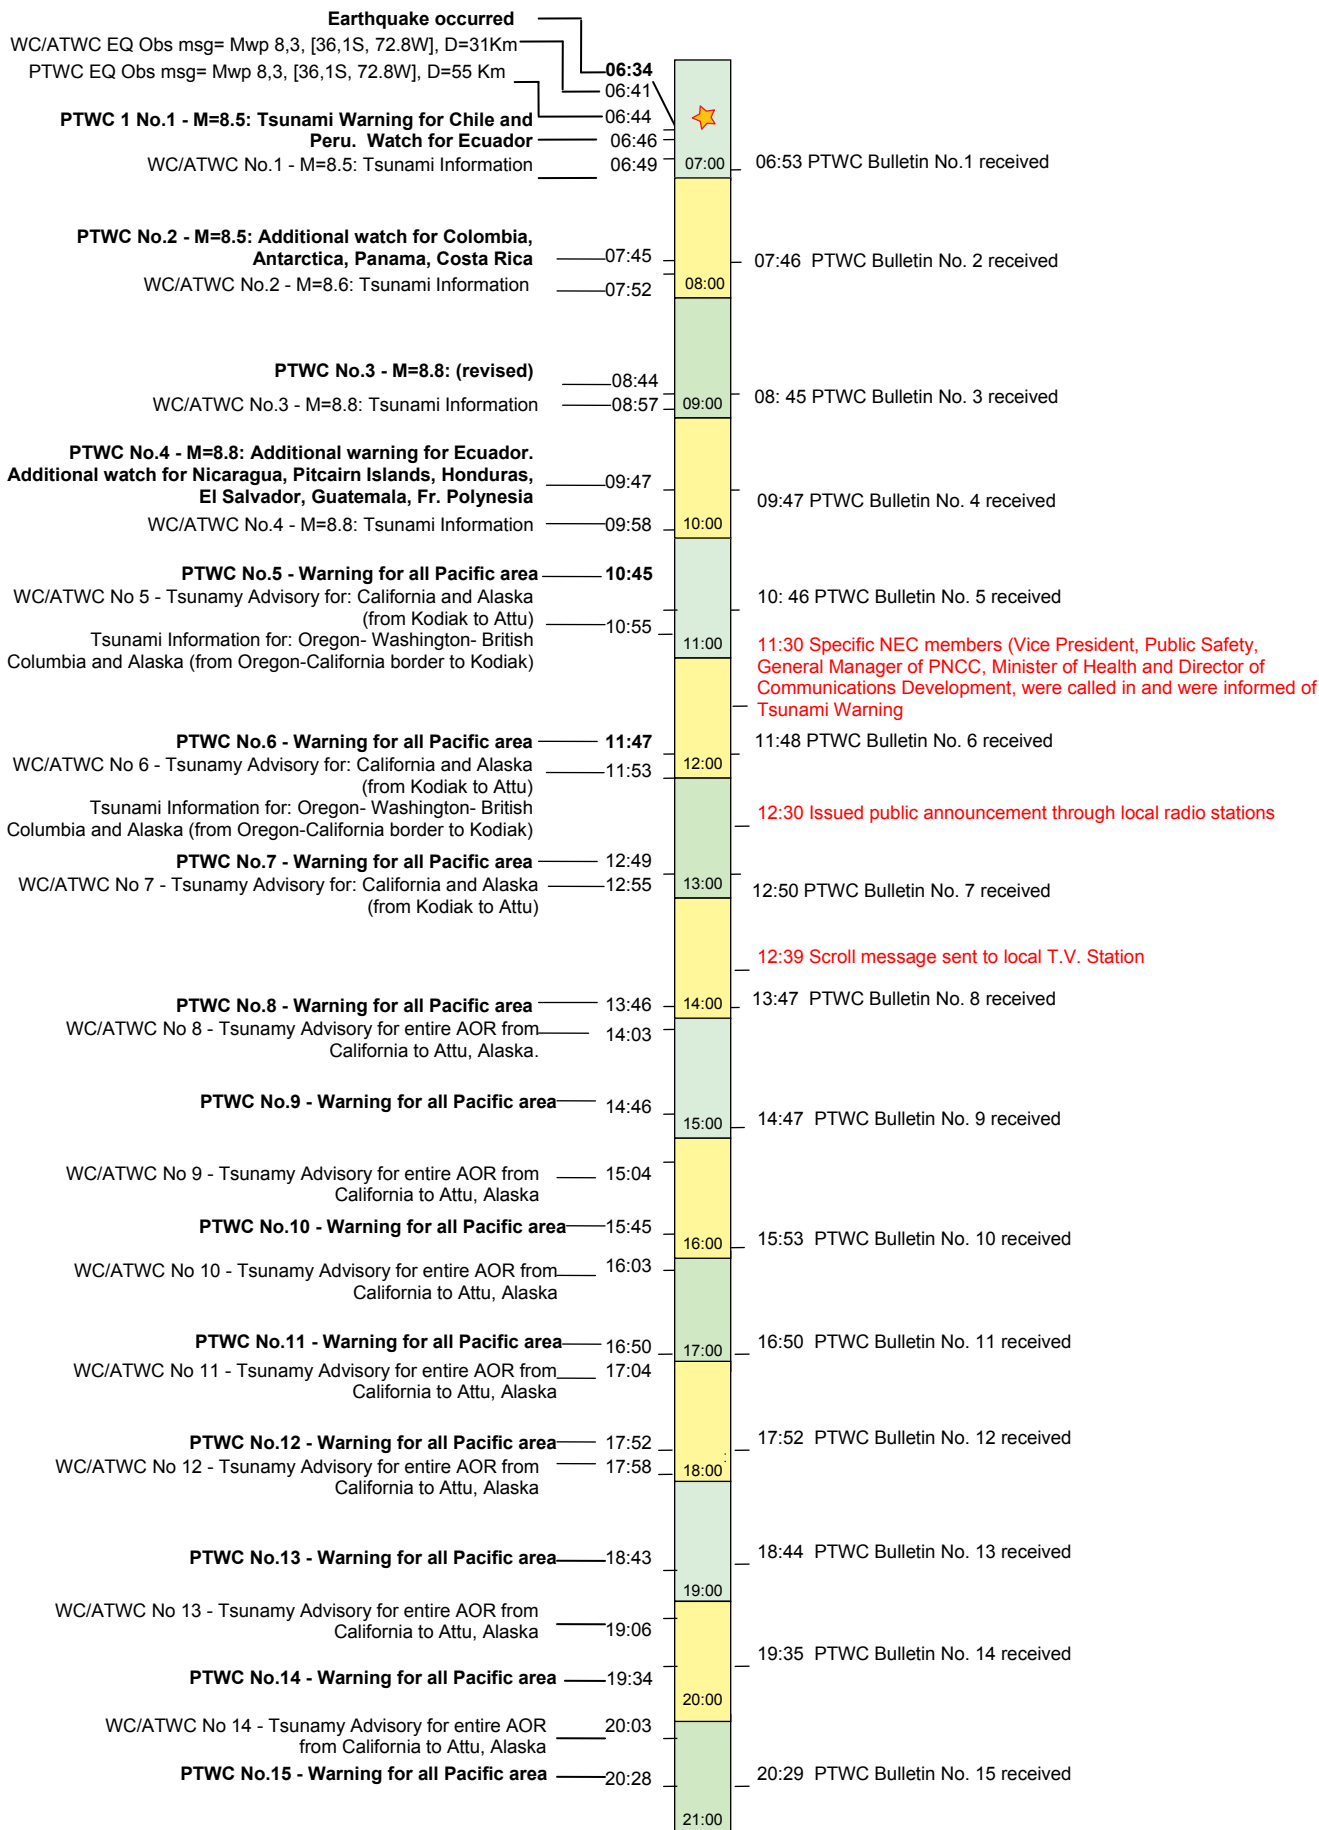 Earthquake occurred
WC/ATWC EQ Obs msg= Mwp 8,3, [36,1S, 72.8W], D=31Km
PTWC EQ Obs msg= Mwp 8,3, [36,1S, 72.8W], D=55 Km
06:34
06:41
06:44
PTWC 1 No.1 - M=8.5: Tsunami Warning for Chile and
Peru.  Watch for Ecuador
06:46
WC/ATWC No.1 - M=8.5: Tsunami Information
06:49
07:00
06:53 PTWC Bulletin No.1 received
PTWC No.2 - M=8.5: Additional watch for Colombia,
Antarctica, Panama, Costa Rica
07:45
07:46  PTWC Bulletin No. 2 received
WC/ATWC No.2 - M=8.6: Tsunami Information
07:52
08:00
PTWC No.3 - M=8.8: (revised)
08:44
WC/ATWC No.3 - M=8.8: Tsunami Information
08:57
09:00
08: 45 PTWC Bulletin No. 3 received
PTWC No.4 - M=8.8: Additional warning for Ecuador.
Additional watch for Nicaragua, Pitcairn Islands, Honduras,
El Salvador, Guatemala, Fr. Polynesia
09:47
09:47 PTWC Bulletin No. 4 received
WC/ATWC No.4 - M=8.8: Tsunami Information
09:58
10:00
PTWC No.5 - Warning for all Pacific area
10:45
WC/ATWC No 5 - Tsunamy Advisory for: California and Alaska
(from Kodiak to Attu)
10:55
10: 46 PTWC Bulletin No. 5 received
Tsunami Information for: Oregon- Washington- British
Columbia and Alaska (from Oregon-California border to Kodiak)
11:00
11:30 Specific NEC members (Vice President, Public Safety,
General Manager of PNCC, Minister of Health and Director of
Communications Development, were called in and were informed of
Tsunami Warning
PTWC No.6 - Warning for all Pacific area
11:47
11:48 PTWC Bulletin No. 6 received
WC/ATWC No 6 - Tsunamy Advisory for: California and Alaska
(from Kodiak to Attu)
11:53
12:00
Tsunami Information for: Oregon- Washington- British
Columbia and Alaska (from Oregon-California border to Kodiak)
12:30 Issued public announcement through local radio stations
PTWC No.7 - Warning for all Pacific area
12:49
WC/ATWC No 7 - Tsunamy Advisory for: California and Alaska
(from Kodiak to Attu)
12:55
13:00
12:50 PTWC Bulletin No. 7 received
12:39 Scroll message sent to local T.V. Station
PTWC No.8 - Warning for all Pacific area
13:46
14:00
13:47  PTWC Bulletin No. 8 received
WC/ATWC No 8 - Tsunamy Advisory for entire AOR from
California to Attu, Alaska.
14:03
PTWC No.9 - Warning for all Pacific area
14:46
15:00
14:47  PTWC Bulletin No. 9 received
WC/ATWC No 9 - Tsunamy Advisory for entire AOR from
California to Attu, Alaska
15:04
PTWC No.10 - Warning for all Pacific area
15:45
16:00
15:53  PTWC Bulletin No. 10 received
WC/ATWC No 10 - Tsunamy Advisory for entire AOR from
California to Attu, Alaska
16:03
PTWC No.11 - Warning for all Pacific area
16:50
17:00
16:50  PTWC Bulletin No. 11 received
WC/ATWC No 11 - Tsunamy Advisory for entire AOR from
California to Attu, Alaska
17:04
PTWC No.12 - Warning for all Pacific area
17:52
17:52  PTWC Bulletin No. 12 received
WC/ATWC No 12 - Tsunamy Advisory for entire AOR from
California to Attu, Alaska
17:58
18:00
PTWC No.13 - Warning for all Pacific area
18:43
18:44  PTWC Bulletin No. 13 received
19:00
WC/ATWC No 13 - Tsunamy Advisory for entire AOR from
California to Attu, Alaska
19:06
19:35  PTWC Bulletin No. 14 received
PTWC No.14 - Warning for all Pacific area
19:34
20:00
WC/ATWC No 14 - Tsunamy Advisory for entire AOR
from California to Attu, Alaska
20:03
PTWC No.15 - Warning for all Pacific area
20:28
20:29  PTWC Bulletin No. 15 received
21:00